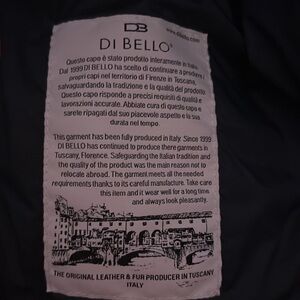 DB
www.dibello.com
DI BELLO®
Questo capo è stato prodotto interamente in Italia.
Dal 1999 DI BELLO ha scelto di continuare a produrre i
propri capi nel territorio di Firenze in Toscana,
salvaguardando la tradizione e la qualità del prodotto.
Questo capo risponde a precisi requisiti di qualità e
lavorazioni accurate. Abbiate cura di questo capo e
sarete ripagati dal suo piacevole aspetto e la sua
durata nel tempo.
This garment has been fully produced in Italy. Since 1999
DI BELLO has continued to produce there garments in
Tuscany, Florence. Safeguarding the Italian tradition and
the quality of the product was the main reason not to
relocate abroad. The garment meets all the needed
requirements thanks to its careful manufacture. Take care
this item and it wear well for a long time
and always look pleasantly.
THE ORIGINAL LEATHER & FUR PRODUCER IN TUSCANY
ITALY